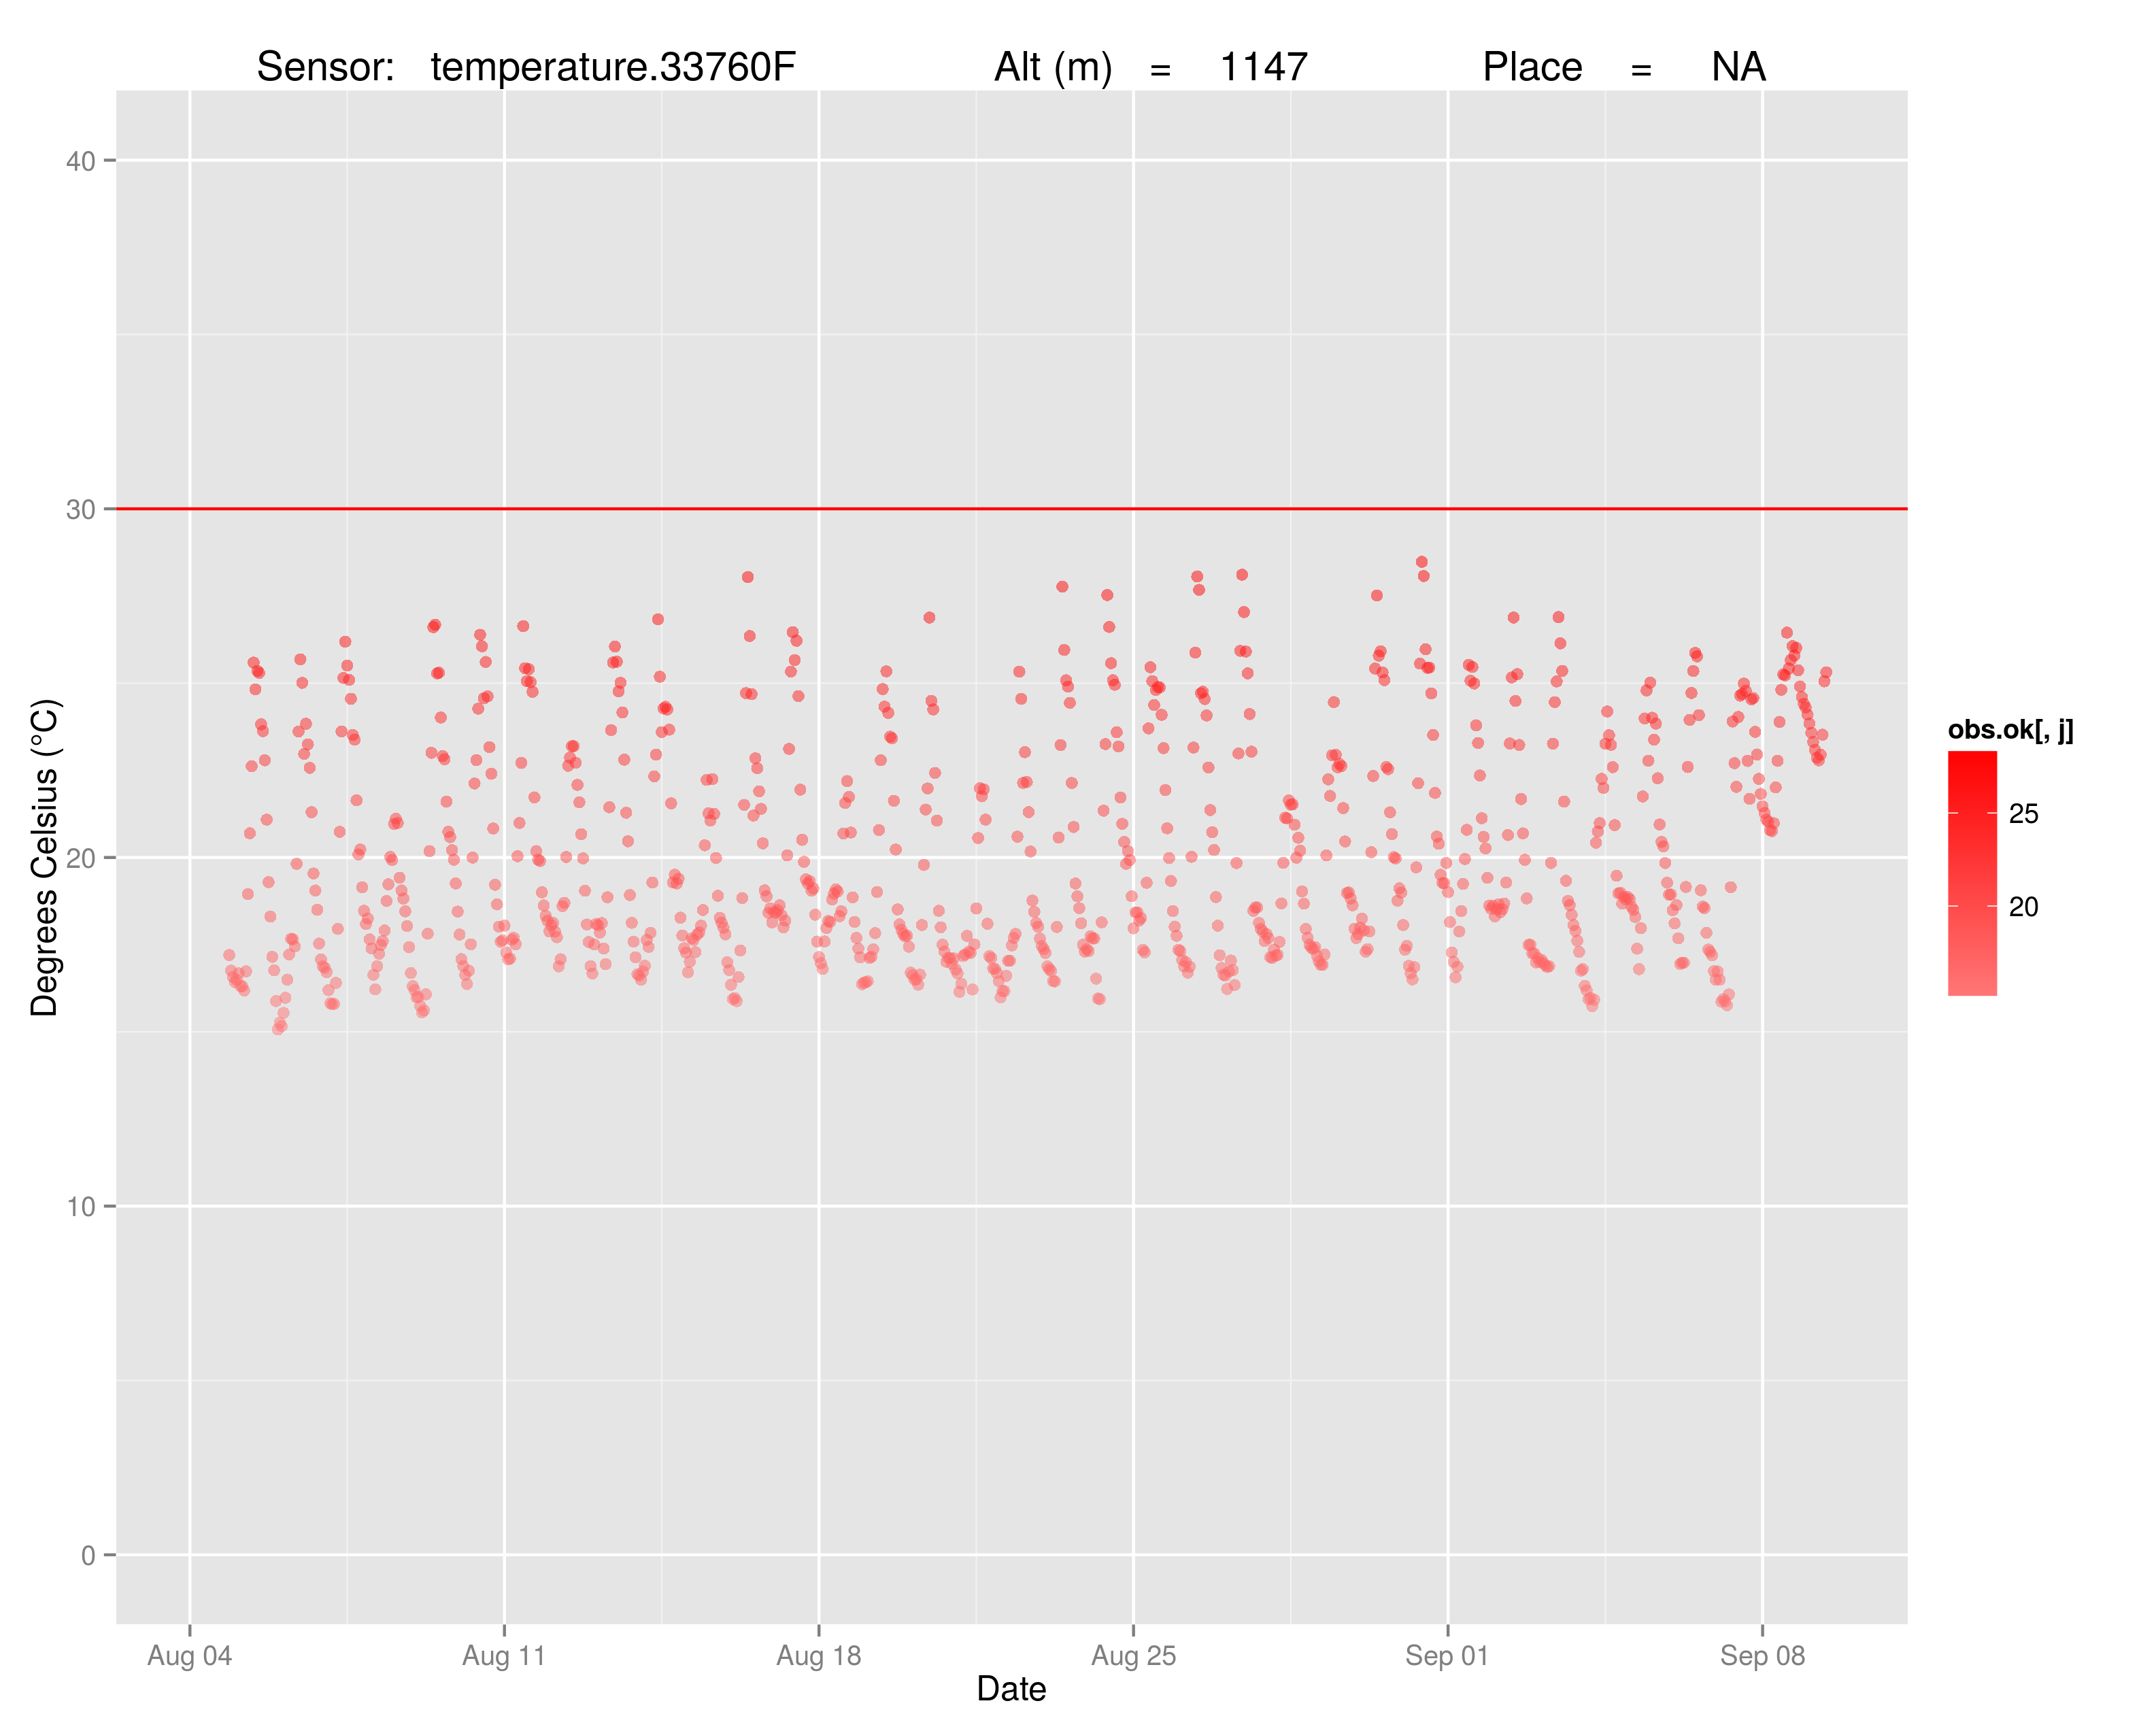 Sensor: temperature.33760F Alt (m) = 1147 Place = NA
40
30
20
10
0
Degrees Celsius (°C)
Aug 04 Aug 11 Aug 18 Aug 25 Sep 01 Sep 08
Date
obs.ok[, j]
25
20